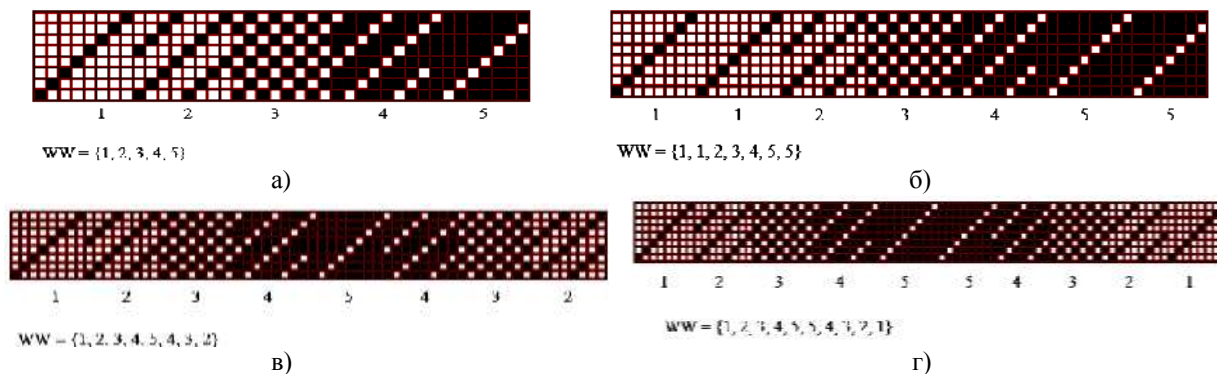 1 2 3 4 5
WW = {1, 2, 3, 4, 5}
а)
1 1 2 3 4 5 5
WW = {1, 1, 2, 3, 4, 5, 5}
б)
1 2 3 4 5 4 3 2
WW = {1, 2, 3, 4, 5, 4, 3, 2}
в)
1 2 3 4 5 5 4 3 2 1
WW = {1, 2, 3, 4, 5, 5, 4, 3, 2, 1}
г)